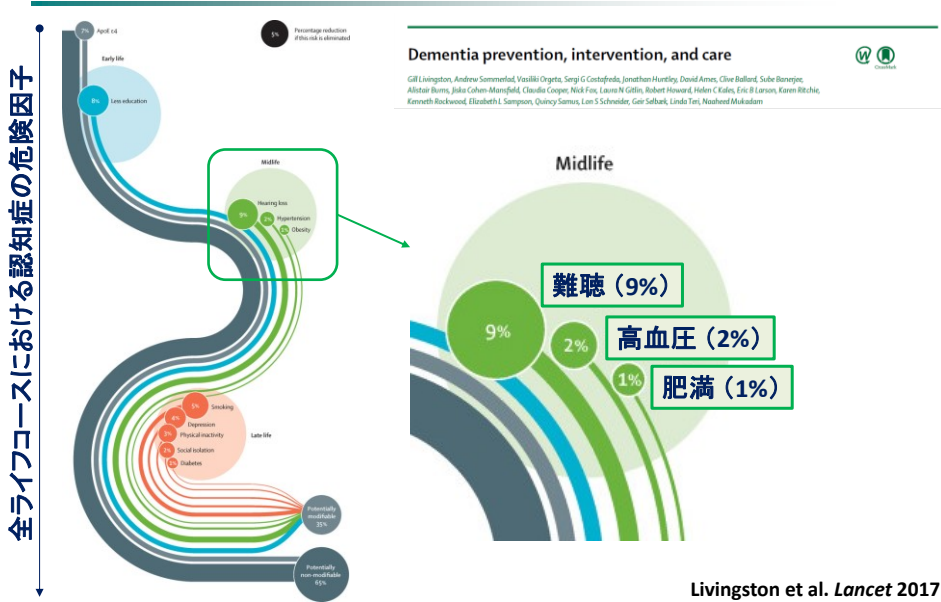 全ライフコースにおける認知症の危険因子
7%
ApoE ε4
Early life
8%
Less education
5%
Percentage reduction
if this risk is eliminated
Midlife
9%
Hearing loss
2%
Hypertension
1%
Obesity
5%
Smoking
4%
Depression
3%
Physical inactivity
2%
Social isolation
1%
Diabetes
Late life
Potentially
modifiable
35%
Potentially
non-modifiable
65%
Dementia prevention, intervention, and care
CrossMark
Gill Livingston, Andrew Sommerlad, Vasiliki Orgeta, Sergi G Costafreda, Jonathan Huntley, David Ames, Clive Ballard, Sube Banerjee,
Alistair Burns, Jiska Cohen-Mansfield, Claudia Cooper, Nick Fox, Laura N Gitlin, Robert Howard, Helen C Kales, Eric B Larson, Karen Ritchie,
Kenneth Rockwood, Elizabeth L Sampson, Quincy Samus, Lon S Schneider, Geir Selbæk, Linda Teri, Naaheed Mukadam
Midlife
9%
難聴（9%）
2%
高血圧（2%）
1%
肥満（1%）
Livingston et al. Lancet 2017